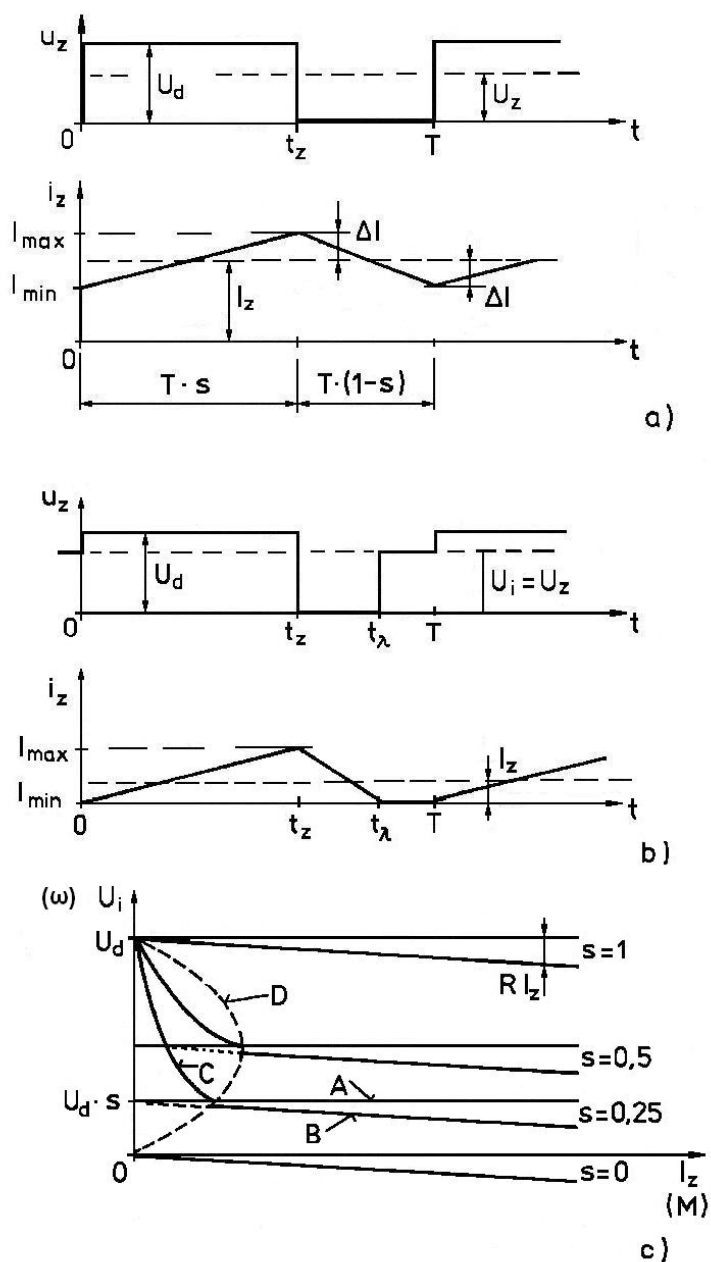 u_z
U_d
U_z
0
t_z
T
t
i_z
I_max
ΔI
I_min
I_z
ΔI
0
t
T · s
T · (1-s)
a)
u_z
U_d
U_i = U_z
0
t_z
t_λ
T
t
i_z
I_max
I_z
I_min
0
t_z
t_λ
T
t
b)
(ω) U_i
U_d
s=1
R I_z
D
s=0,5
C
A
U_d · s
s=0,25
B
0
s=0
I_z
(M)
c)